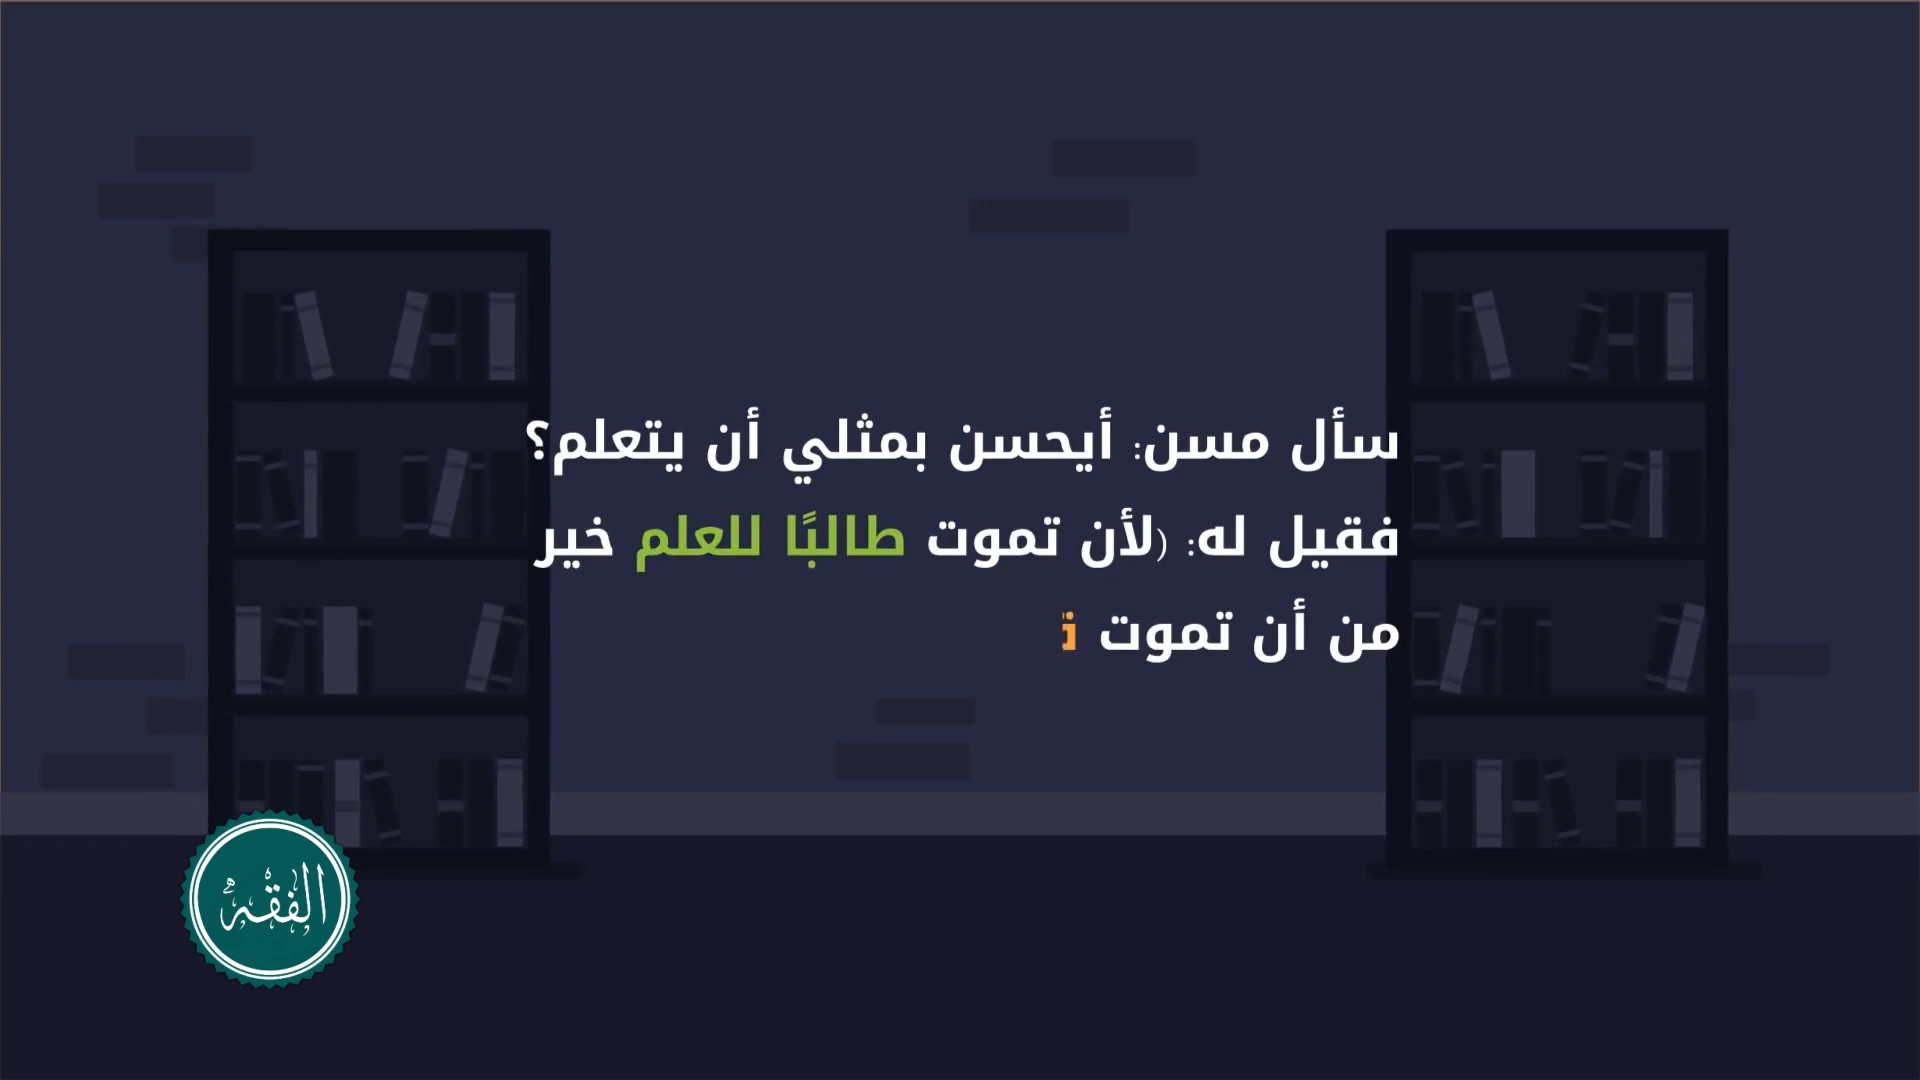 سأل مسن: أيحسن بمثلي أن يتعلم؟
فقيل له: (لأن تموت طالبًا للعلم خير
من أن تموت
الفقه